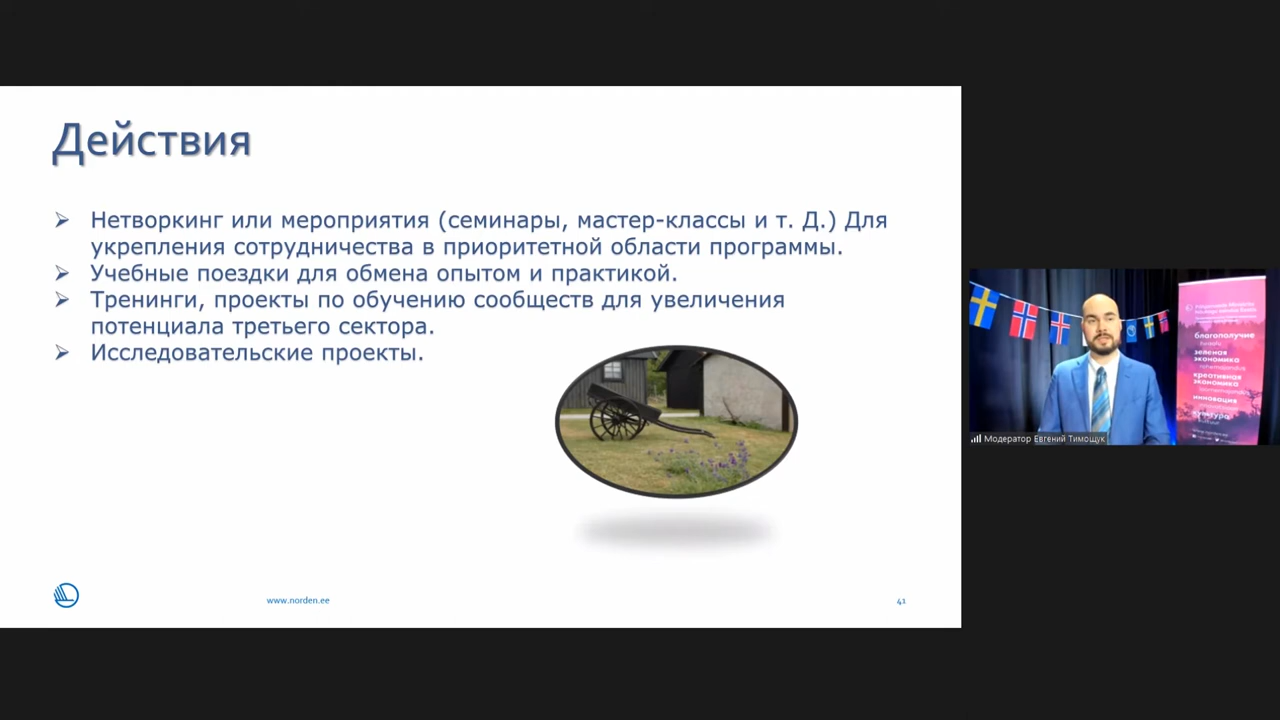 Действия
Нетворкинг или мероприятия (семинары, мастер-классы и т. Д.) Для
укрепления сотрудничества в приоритетной области программы.
Учебные поездки для обмена опытом и практикой.
Тренинги, проекты по обучению сообществ для увеличения
потенциала третьего сектора.
Исследовательские проекты.
www.norden.ee
41
благополучие
зеленая
экономика
креативная
экономика
инновация
культура
Модератор Евгений Тимощук